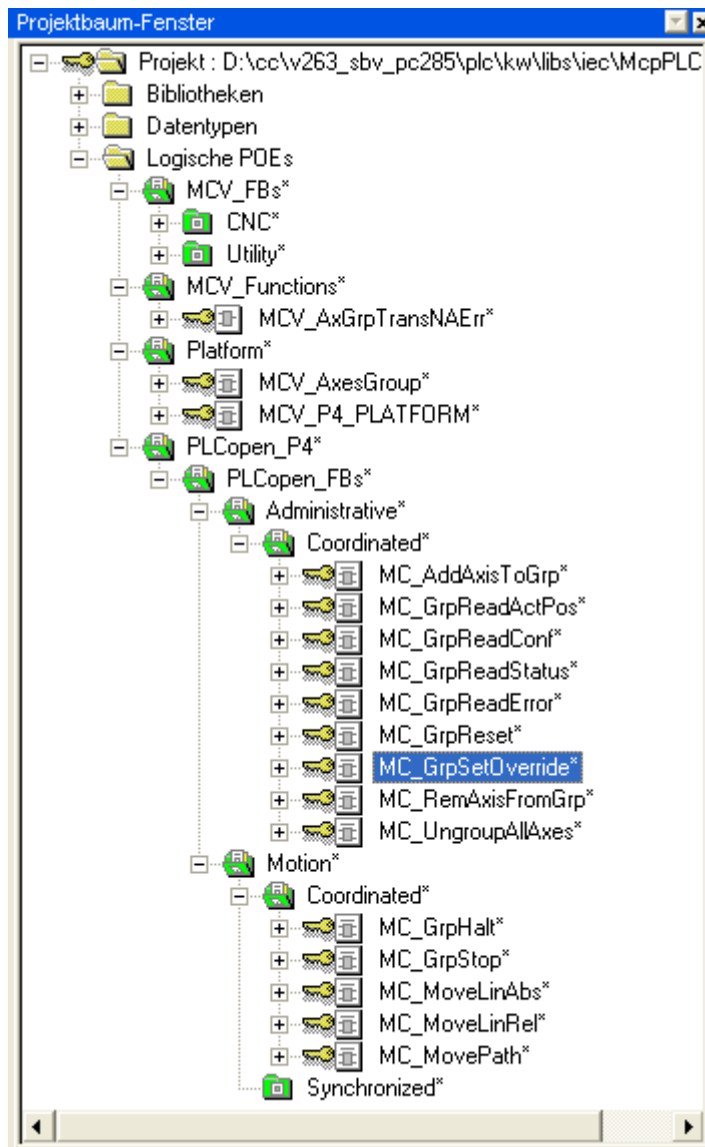 Projektbaum-Fenster
Projekt : D:\cc\v263_sbv_pc285\plc\kw\libs\iec\McpPLC
Bibliotheken
Datentypen
Logische POEs
MCV_FBs*
CNC*
Utility*
MCV_Functions*
MCV_AxGrpTransNAErr*
Platform*
MCV_AxesGroup*
MCV_P4_PLATFORM*
PLCopen_P4*
PLCopen_FBs*
Administrative*
Coordinated*
MC_AddAxisToGrp*
MC_GrpReadActPos*
MC_GrpReadConf*
MC_GrpReadStatus*
MC_GrpReadError*
MC_GrpReset*
MC_GrpSetOverride*
MC_RemAxisFromGrp*
MC_UngroupAllAxes*
Motion*
Coordinated*
MC_GrpHalt*
MC_GrpStop*
MC_MoveLinAbs*
MC_MoveLinRel*
MC_MovePath*
Synchronized*